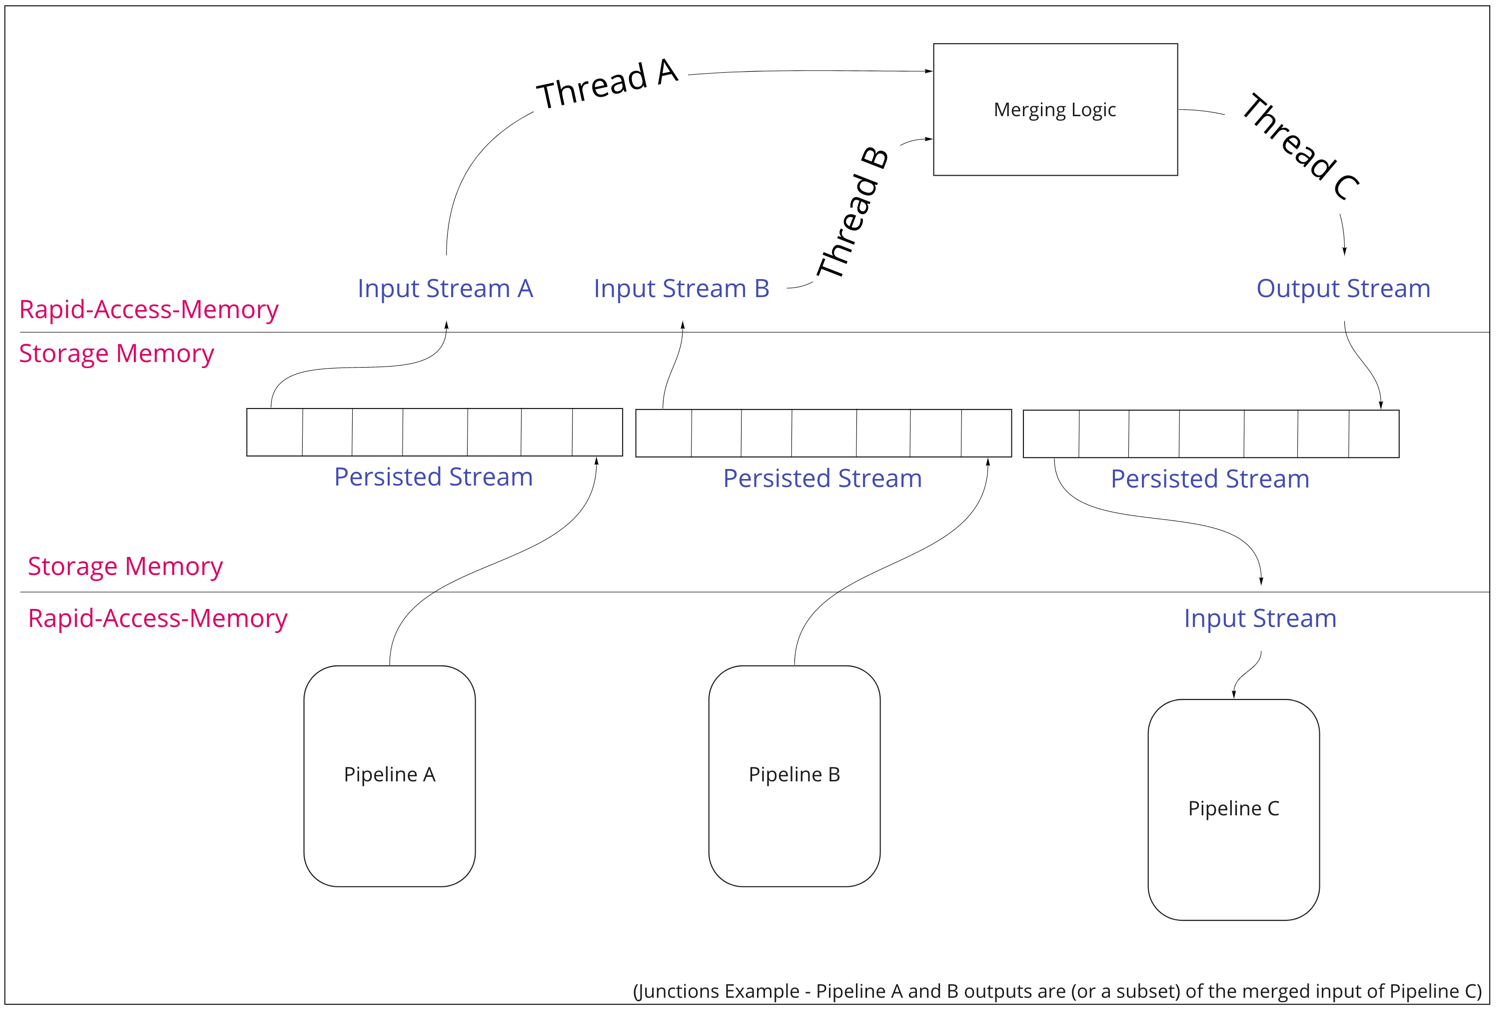 Thread A
Merging Logic
Thread B
Thread C
Input Stream A
Input Stream B
Output Stream
Rapid-Access-Memory
Storage Memory
Persisted Stream
Persisted Stream
Persisted Stream
Storage Memory
Rapid-Access-Memory
Input Stream
Pipeline A
Pipeline B
Pipeline C
(Junctions Example - Pipeline A and B outputs are (or a subset) of the merged input of Pipeline C)